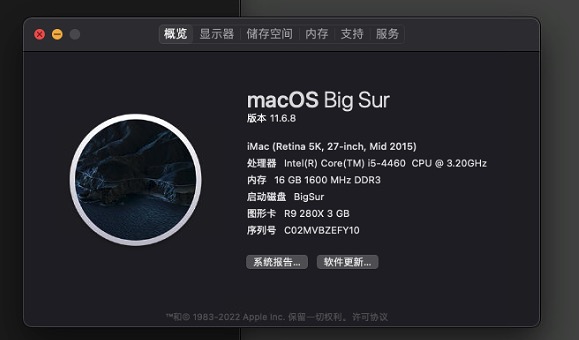 概览 显示器 储存空间 内存 支持 服务
macOS Big Sur
版本 11.6.8
iMac (Retina 5K, 27-inch, Mid 2015)
处理器 Intel(R) Core(TM) i5-4460 CPU @ 3.20GHz
内存 16 GB 1600 MHz DDR3
启动磁盘 BigSur
图形卡 R9 280X 3 GB
序列号 C02MVBZEFY10
系统报告... 软件更新...
™和© 1983-2022 Apple Inc. 保留一切权利。许可协议